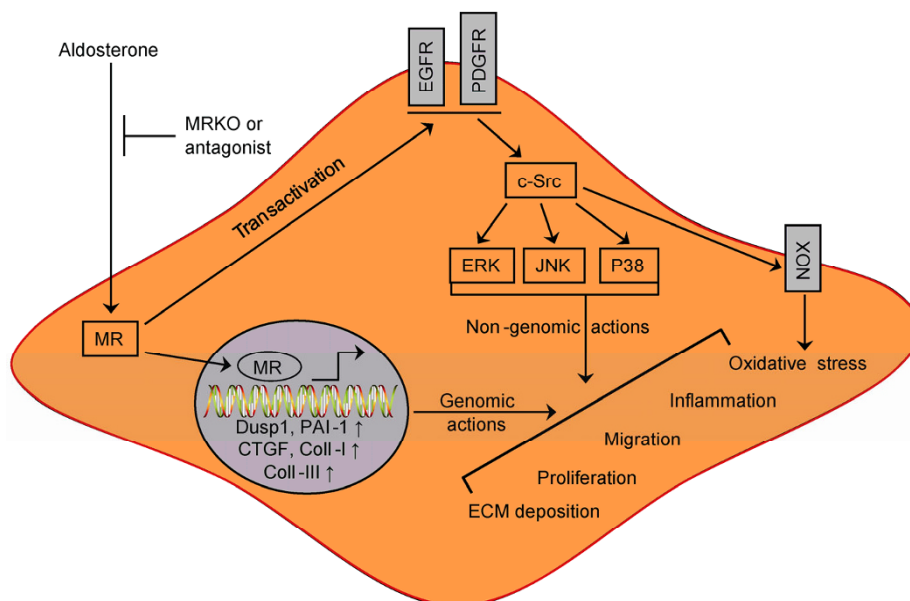 Aldosterone
MRKO or
antagonist
Transactivation
EGFR
PDGFR
c-Src
ERK
JNK
P38
NOX
MR
Non-genomic actions
Oxidative stress
MR
Genomic
actions
Dusp1, PAI-1 ↑
CTGF, Coll-I ↑
Coll-III ↑
Inflammation
Migration
Proliferation
ECM deposition